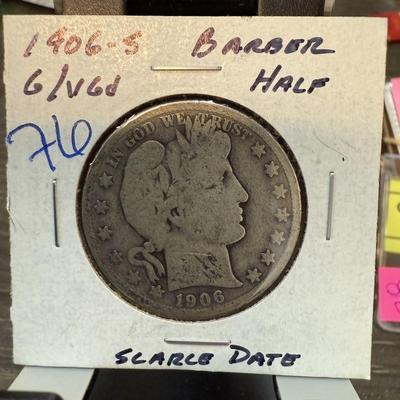 1906-S BARBER
G/VGd HALF
76
IN GOD WE TRUST
1906
SCARCE DATE